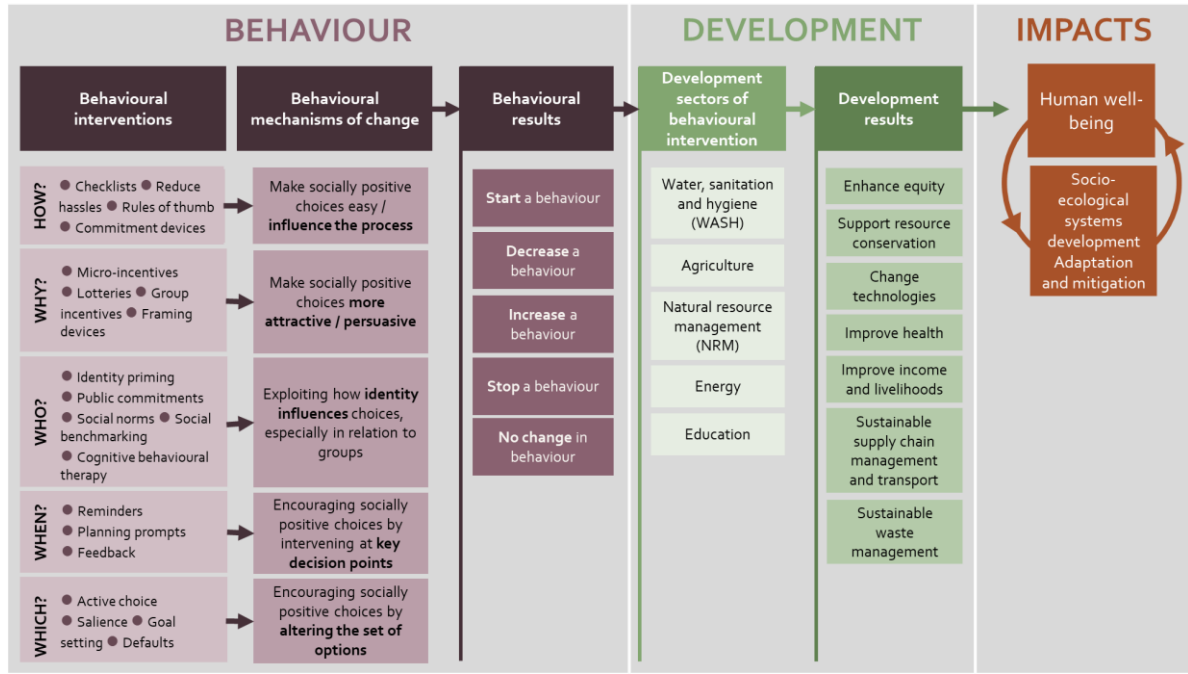 BEHAVIOUR
DEVELOPMENT
IMPACTS
Behavioural
interventions
Behavioural
mechanisms of change
Behavioural
results
Development
sectors of
behavioural
intervention
Development
results
Human well-
being
Socio-
ecological
systems
development
Adaptation
and mitigation
HOW?
● Checklists ● Reduce
hassles ● Rules of thumb
● Commitment devices
Make socially positive
choices easy /
influence the process
WHY?
● Micro-incentives
● Lotteries ● Group
incentives ● Framing
devices
Make socially positive
choices more
attractive / persuasive
WHO?
● Identity priming
● Public commitments
● Social norms ● Social
benchmarking
● Cognitive behavioural
therapy
Exploiting how identity
influences choices,
especially in relation to
groups
WHEN?
● Reminders
● Planning prompts
● Feedback
Encouraging socially
positive choices by
intervening at key
decision points
WHICH?
● Active choice
● Salience ● Goal
setting ● Defaults
Encouraging socially
positive choices by
altering the set of
options
Start a behaviour
Decrease a
behaviour
Increase a
behaviour
Stop a behaviour
No change in
behaviour
Water, sanitation
and hygiene
(WASH)
Agriculture
Natural resource
management
(NRM)
Energy
Education
Enhance equity
Support resource
conservation
Change
technologies
Improve health
Improve income
and livelihoods
Sustainable
supply chain
management
and transport
Sustainable
waste
management